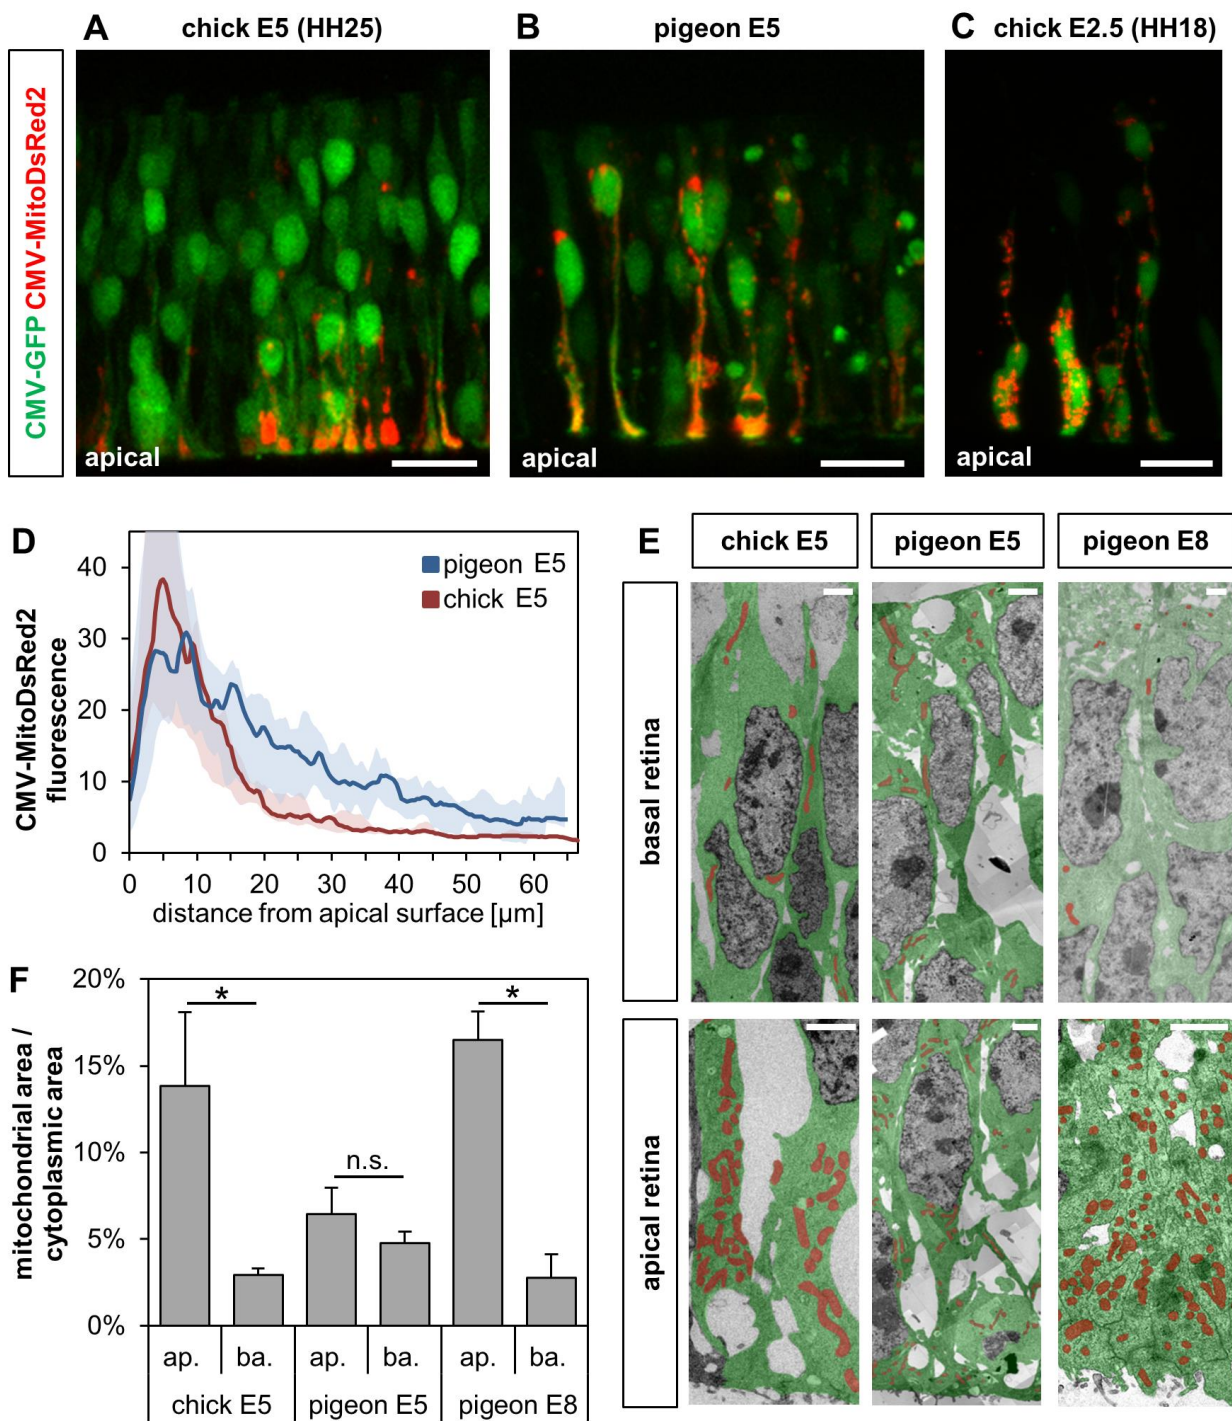 A chick E5 (HH25)
B pigeon E5
C chick E2.5 (HH18)
CMV-GFP CMV-MitoDsRed2
apical
apical
apical
D
CMV-MitoDsRed2
fluorescence
40
30
20
10
0
pigeon E5
chick E5
0 10 20 30 40 50 60
distance from apical surface [µm]
E
chick E5
pigeon E5
pigeon E8
basal retina
apical retina
F
mitochondrial area /
cytoplasmic area
20%
15%
10%
5%
0%
*
n.s.
*
ap. ba. ap. ba. ap. ba.
chick E5 pigeon E5 pigeon E8